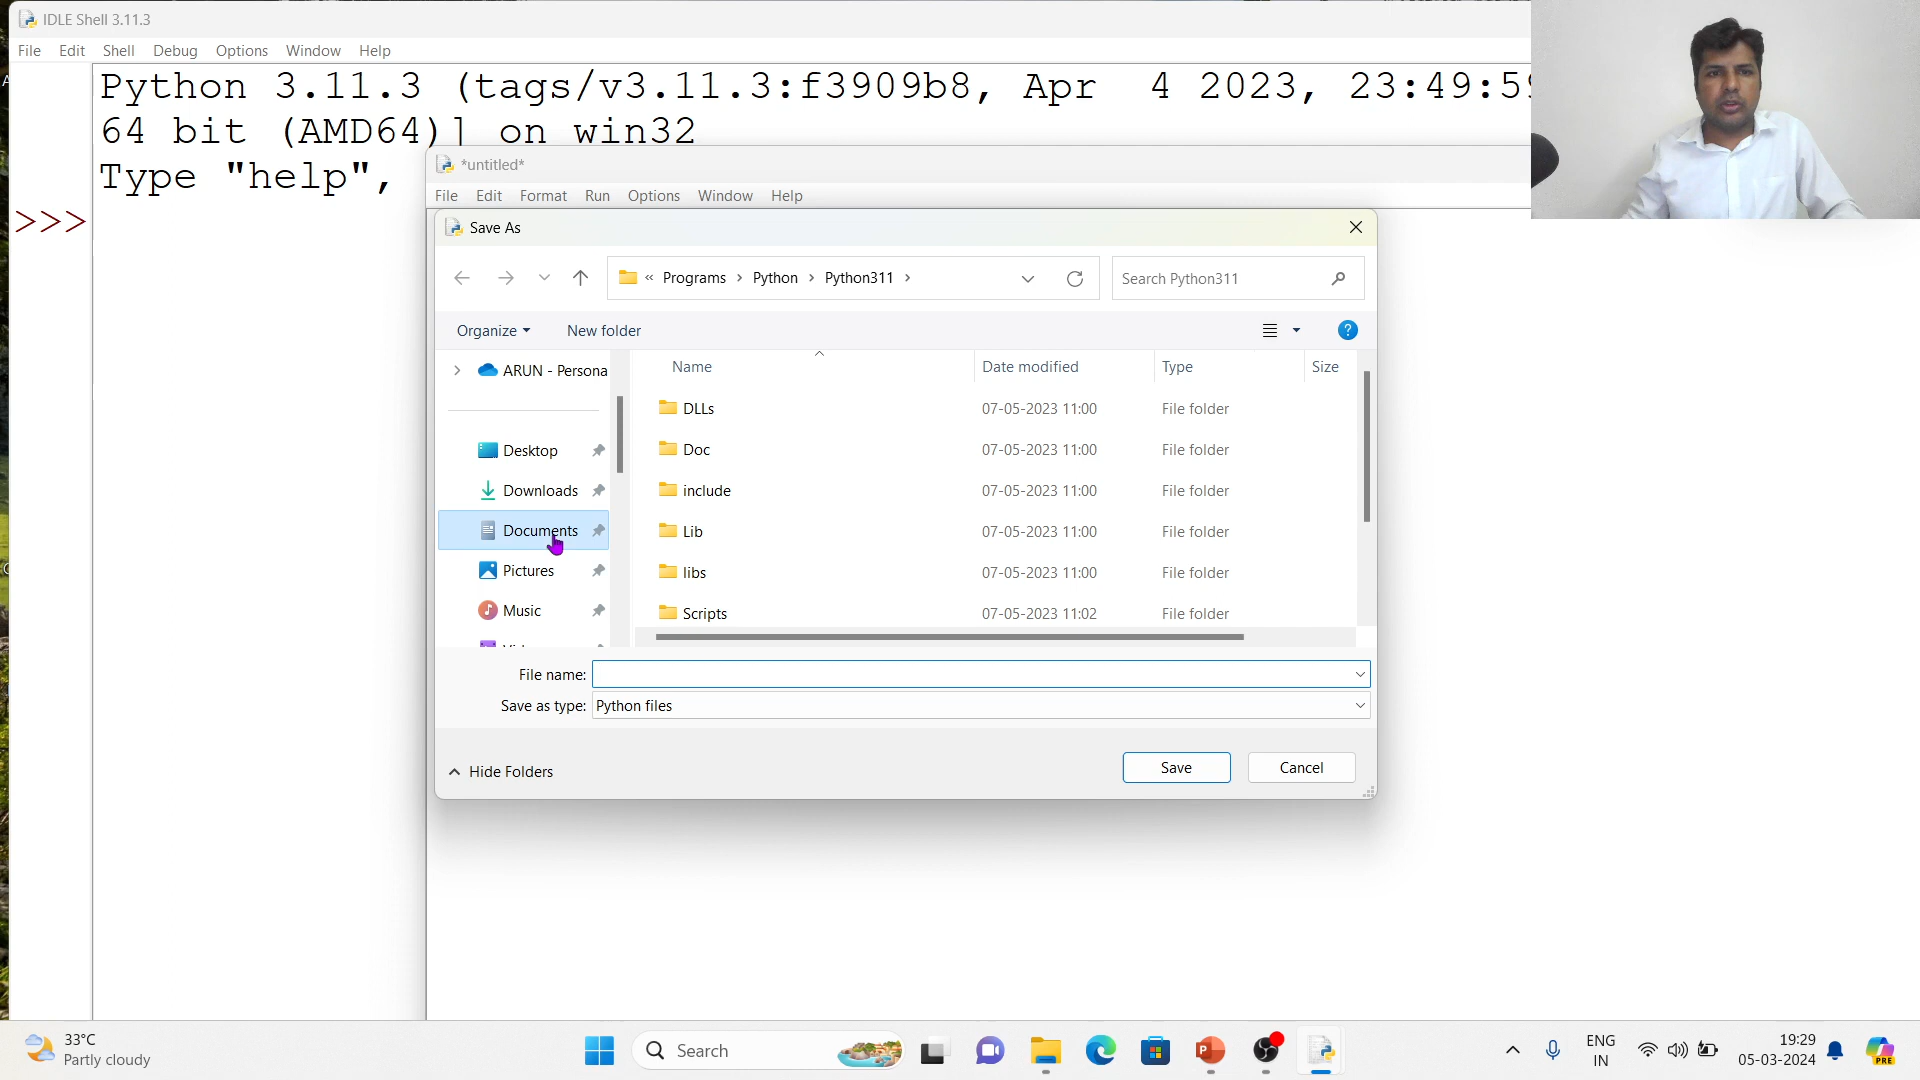 IDLE Shell 3.11.3
File Edit Shell Debug Options Window Help
Python 3.11.3 (tags/v3.11.3:f3909b8, Apr  4 2023, 23:49:59
64 bit (AMD64)] on win32
Type "help",
>>>
*untitled*
File Edit Format Run Options Window Help
Save As
« Programs > Python > Python311 >
Search Python311
Organize
New folder
?
ARUN - Persona
Desktop
Downloads
Documents
Pictures
Music
Name Date modified Type Size
DLLs 07-05-2023 11:00 File folder
Doc 07-05-2023 11:00 File folder
include 07-05-2023 11:00 File folder
Lib 07-05-2023 11:00 File folder
libs 07-05-2023 11:00 File folder
Scripts 07-05-2023 11:02 File folder
File name:
Save as type: Python files
Hide Folders
Save
Cancel
33°C
Partly cloudy
Search
ENG
IN
19:29
05-03-2024
PRE